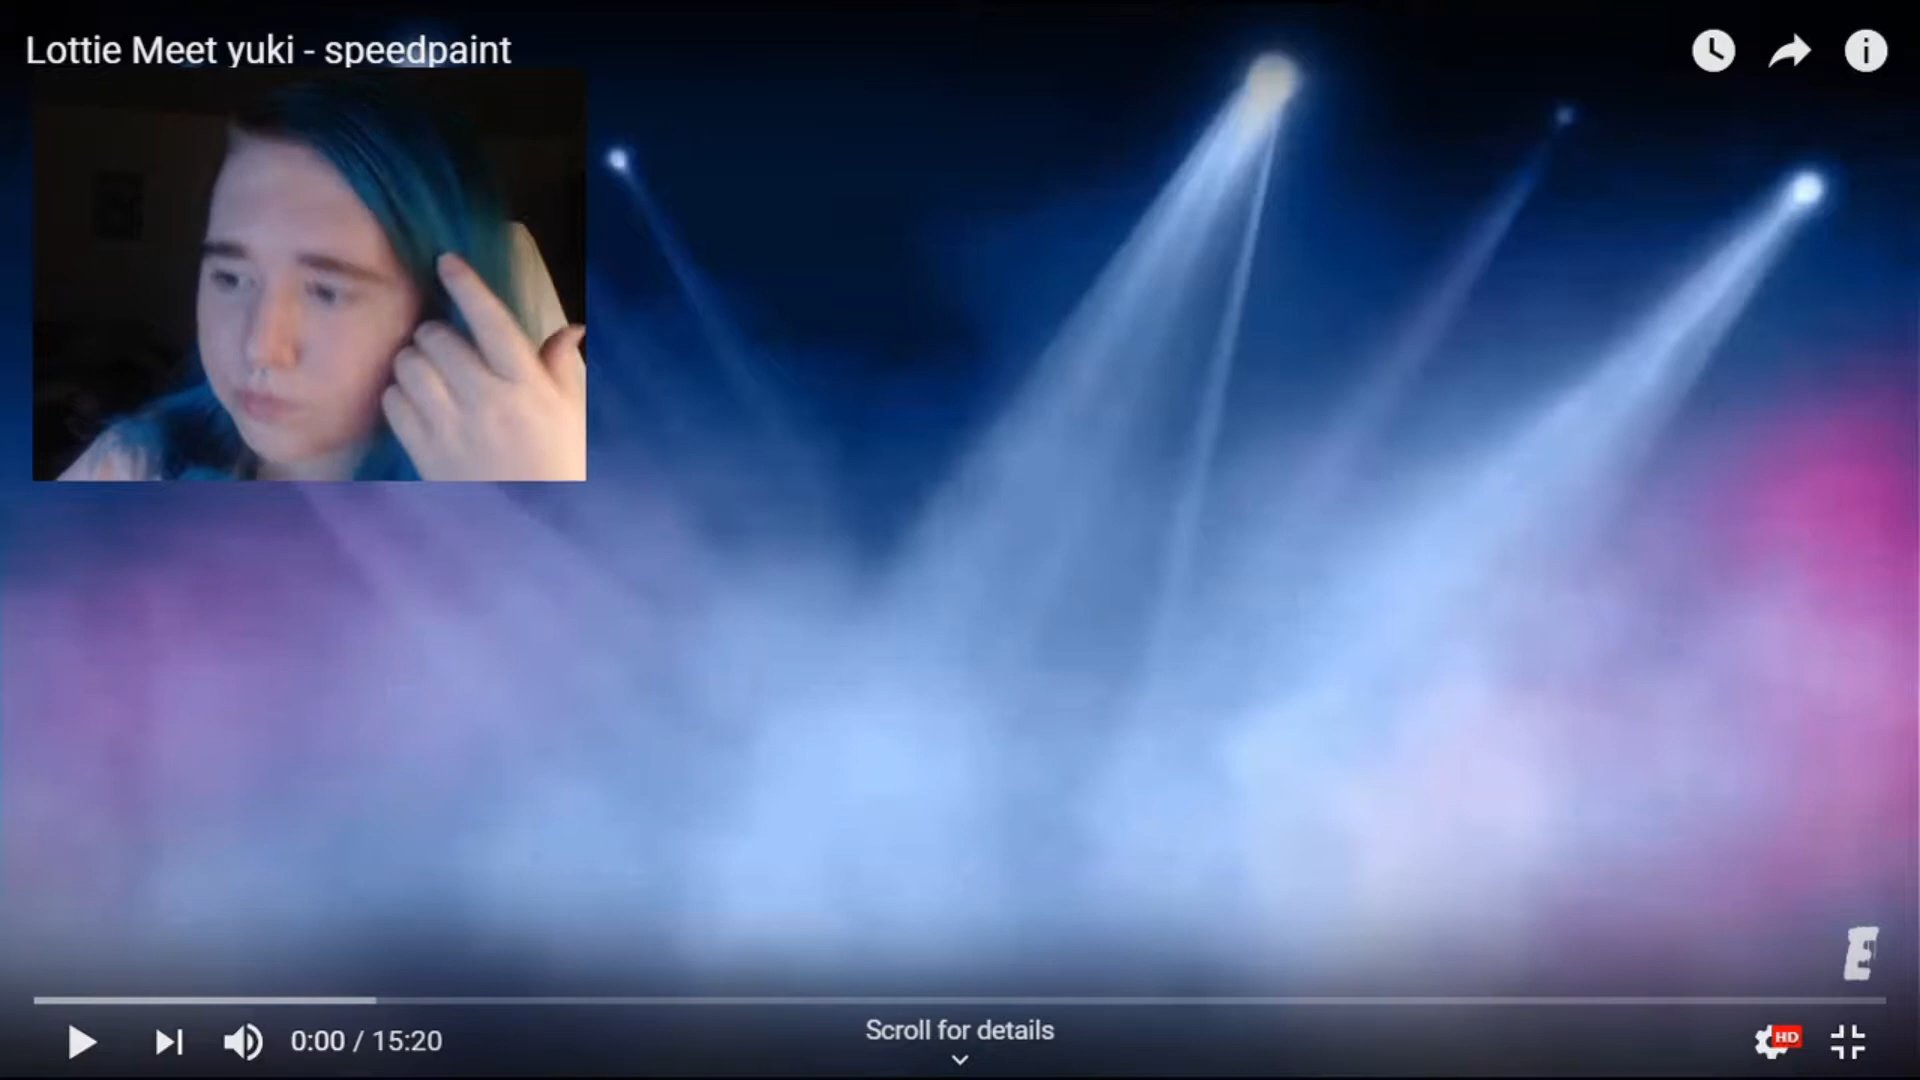 Lottie Meet yuki - speedpaint
E
0:00 / 15:20
Scroll for details
HD